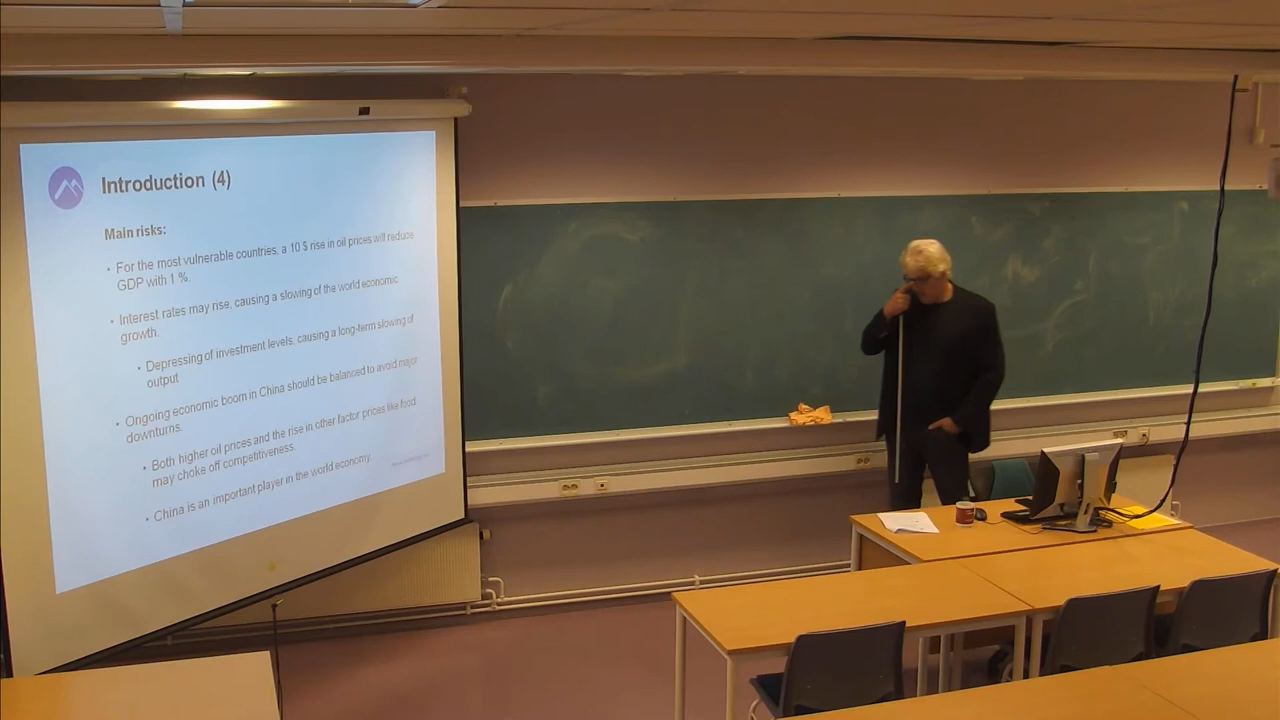 Introduction (4)
Main risks:
• For the most vulnerable countries, a 10 $ rise in oil prices will reduce
GDP with 1 %.
• Interest rates may rise, causing a slowing of the world economic
growth.
• Depressing of investment levels, causing a long-term slowing of
output
• Ongoing economic boom in China should be balanced to avoid major
downturns.
• Both higher oil prices and the rise in other factor prices like food
may choke off competitiveness.
• China is an important player in the world economy.